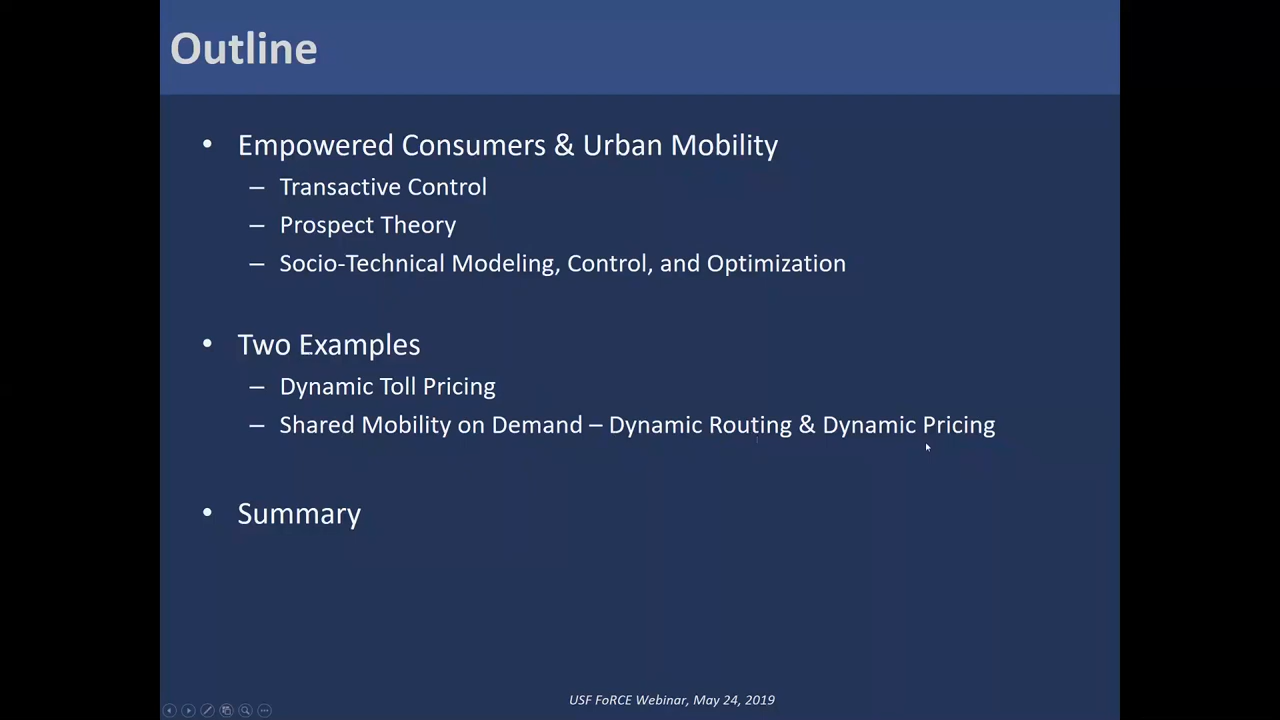 Outline
• Empowered Consumers & Urban Mobility
– Transactive Control
– Prospect Theory
– Socio-Technical Modeling, Control, and Optimization
• Two Examples
– Dynamic Toll Pricing
– Shared Mobility on Demand – Dynamic Routing & Dynamic Pricing
• Summary
USF FoRCE Webinar, May 24, 2019